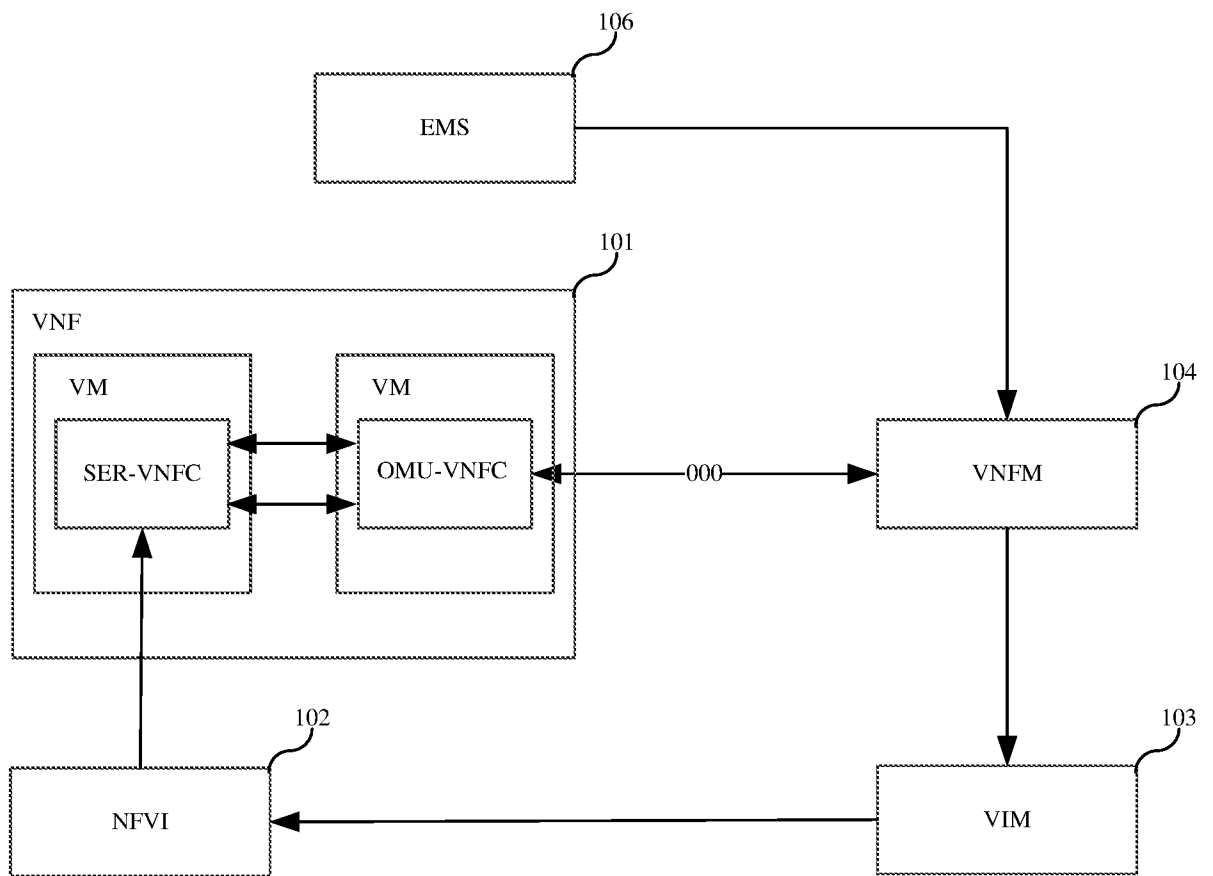 106
EMS
101
VNF
VM
VM
104
SER-VNFC
OMU-VNFC
000
VNFM
102
103
NFVI
VIM